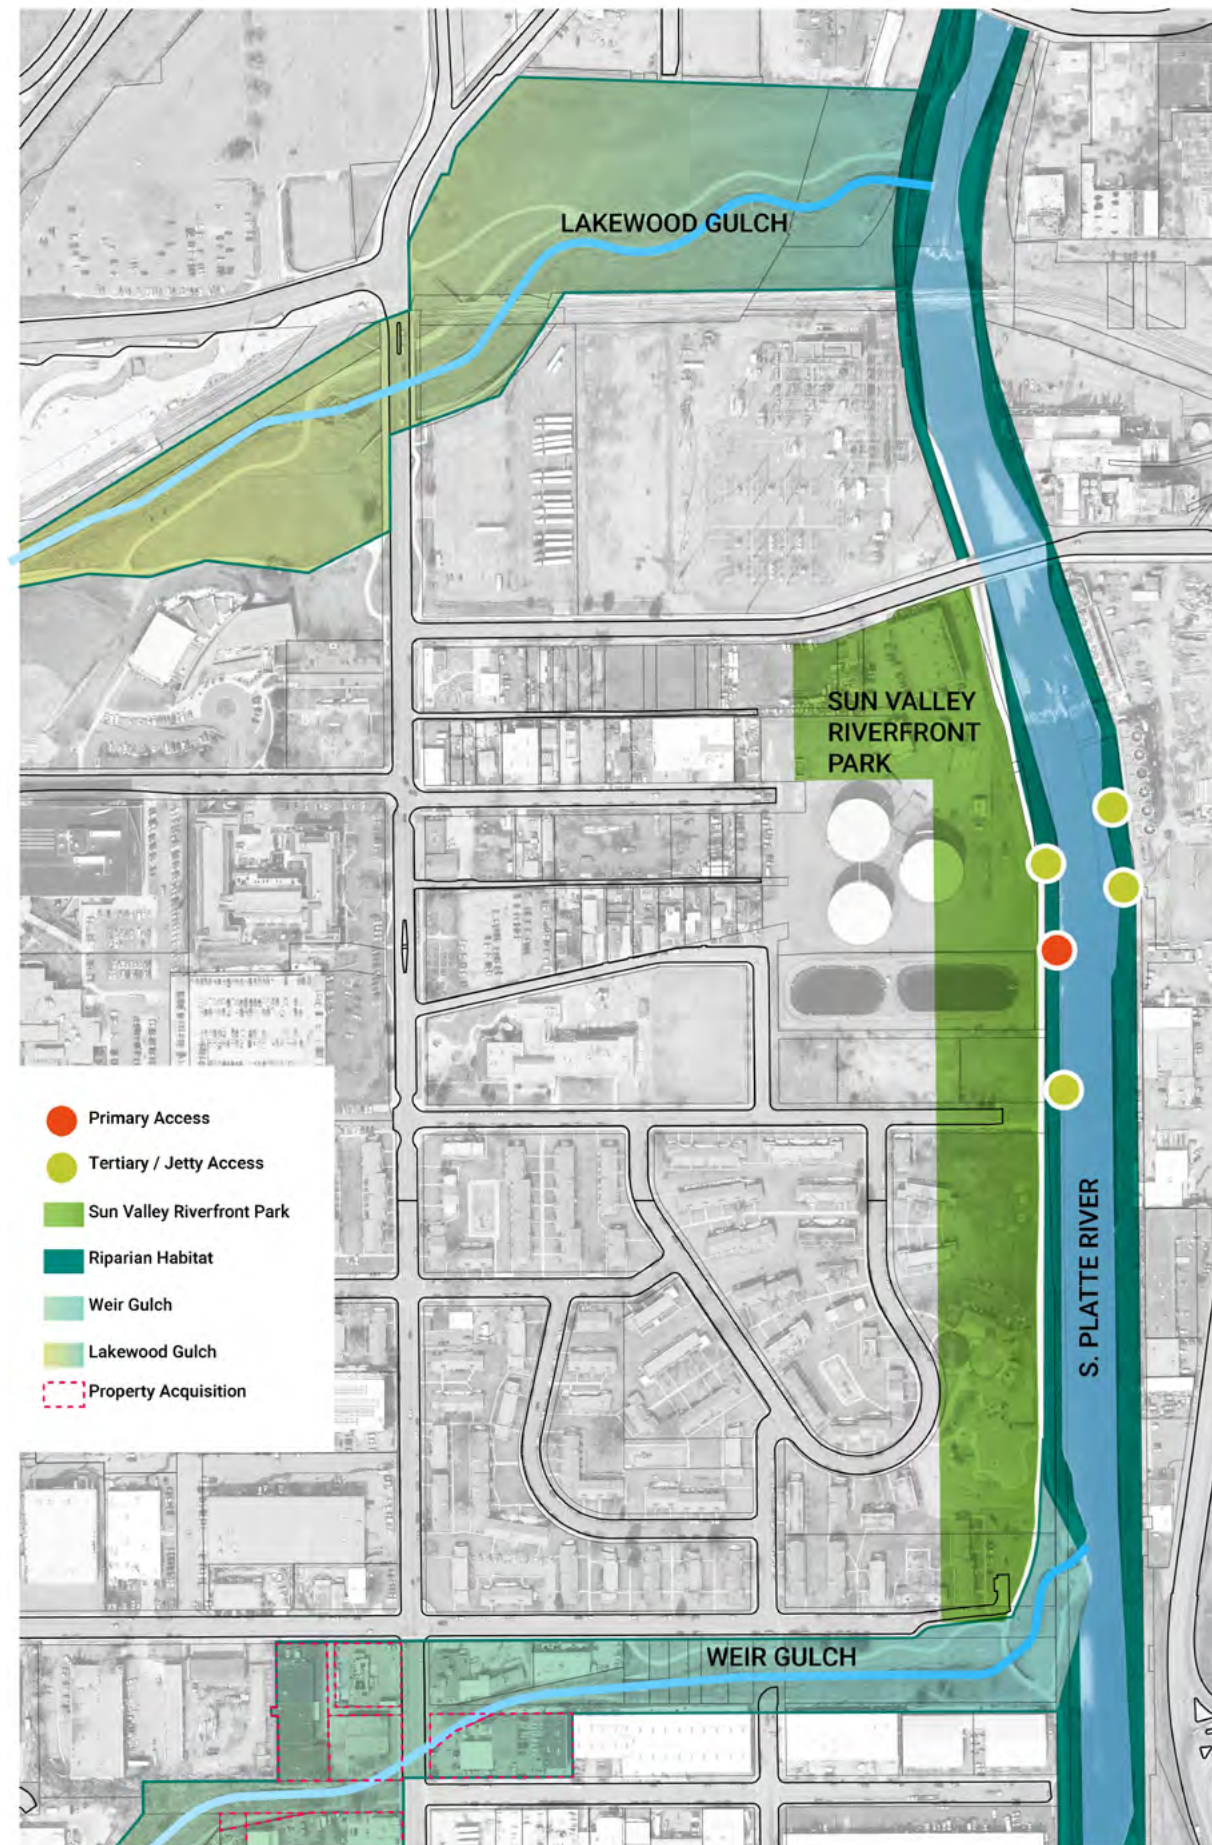 LAKEWOOD GULCH
SUN VALLEY
RIVERFRONT
PARK
Primary Access
Tertiary / Jetty Access
Sun Valley Riverfront Park
Riparian Habitat
Weir Gulch
Lakewood Gulch
Property Acquisition
S. PLATTE RIVER
WEIR GULCH